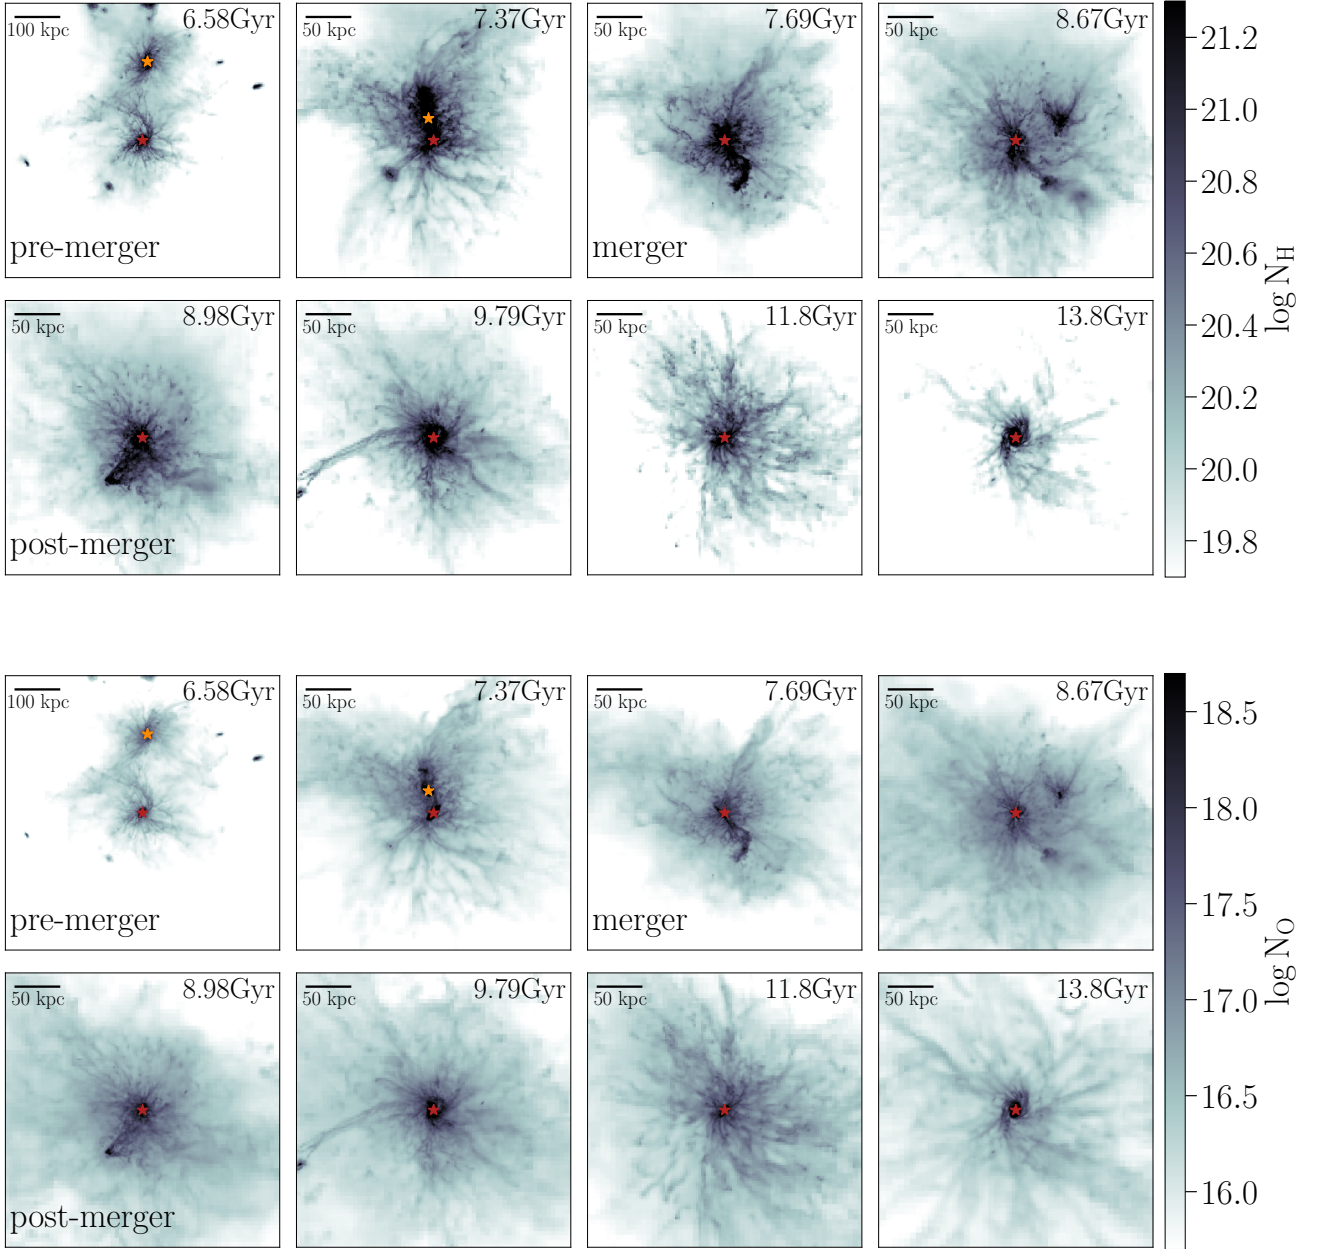 100 kpc
6.58Gyr
pre-merger
50 kpc
7.37Gyr
50 kpc
7.69Gyr
merger
50 kpc
8.67Gyr
50 kpc
8.98Gyr
post-merger
50 kpc
9.79Gyr
50 kpc
11.8Gyr
50 kpc
13.8Gyr
21.2
21.0
20.8
20.6
20.4
20.2
20.0
19.8
log N_H
100 kpc
6.58Gyr
pre-merger
50 kpc
7.37Gyr
50 kpc
7.69Gyr
merger
50 kpc
8.67Gyr
50 kpc
8.98Gyr
post-merger
50 kpc
9.79Gyr
50 kpc
11.8Gyr
50 kpc
13.8Gyr
18.5
18.0
17.5
17.0
16.5
16.0
log N_O